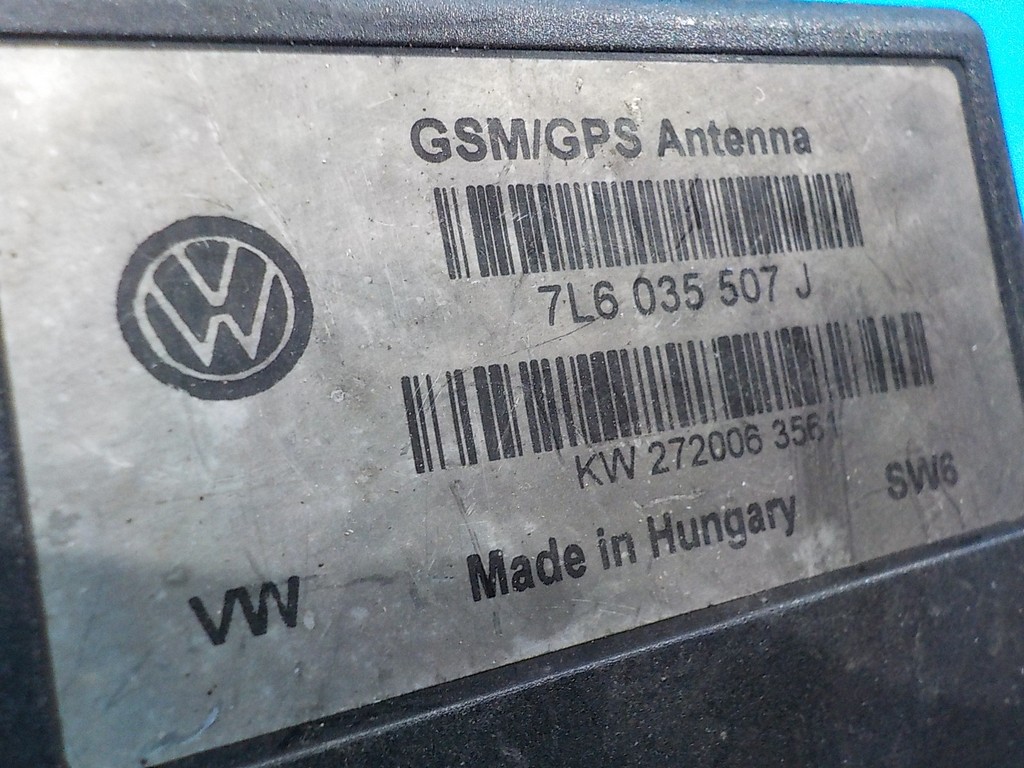 GSM/GPS Antenna
7L6 035 507 J
KW 272006 3561
SW6
Made in Hungary
VW